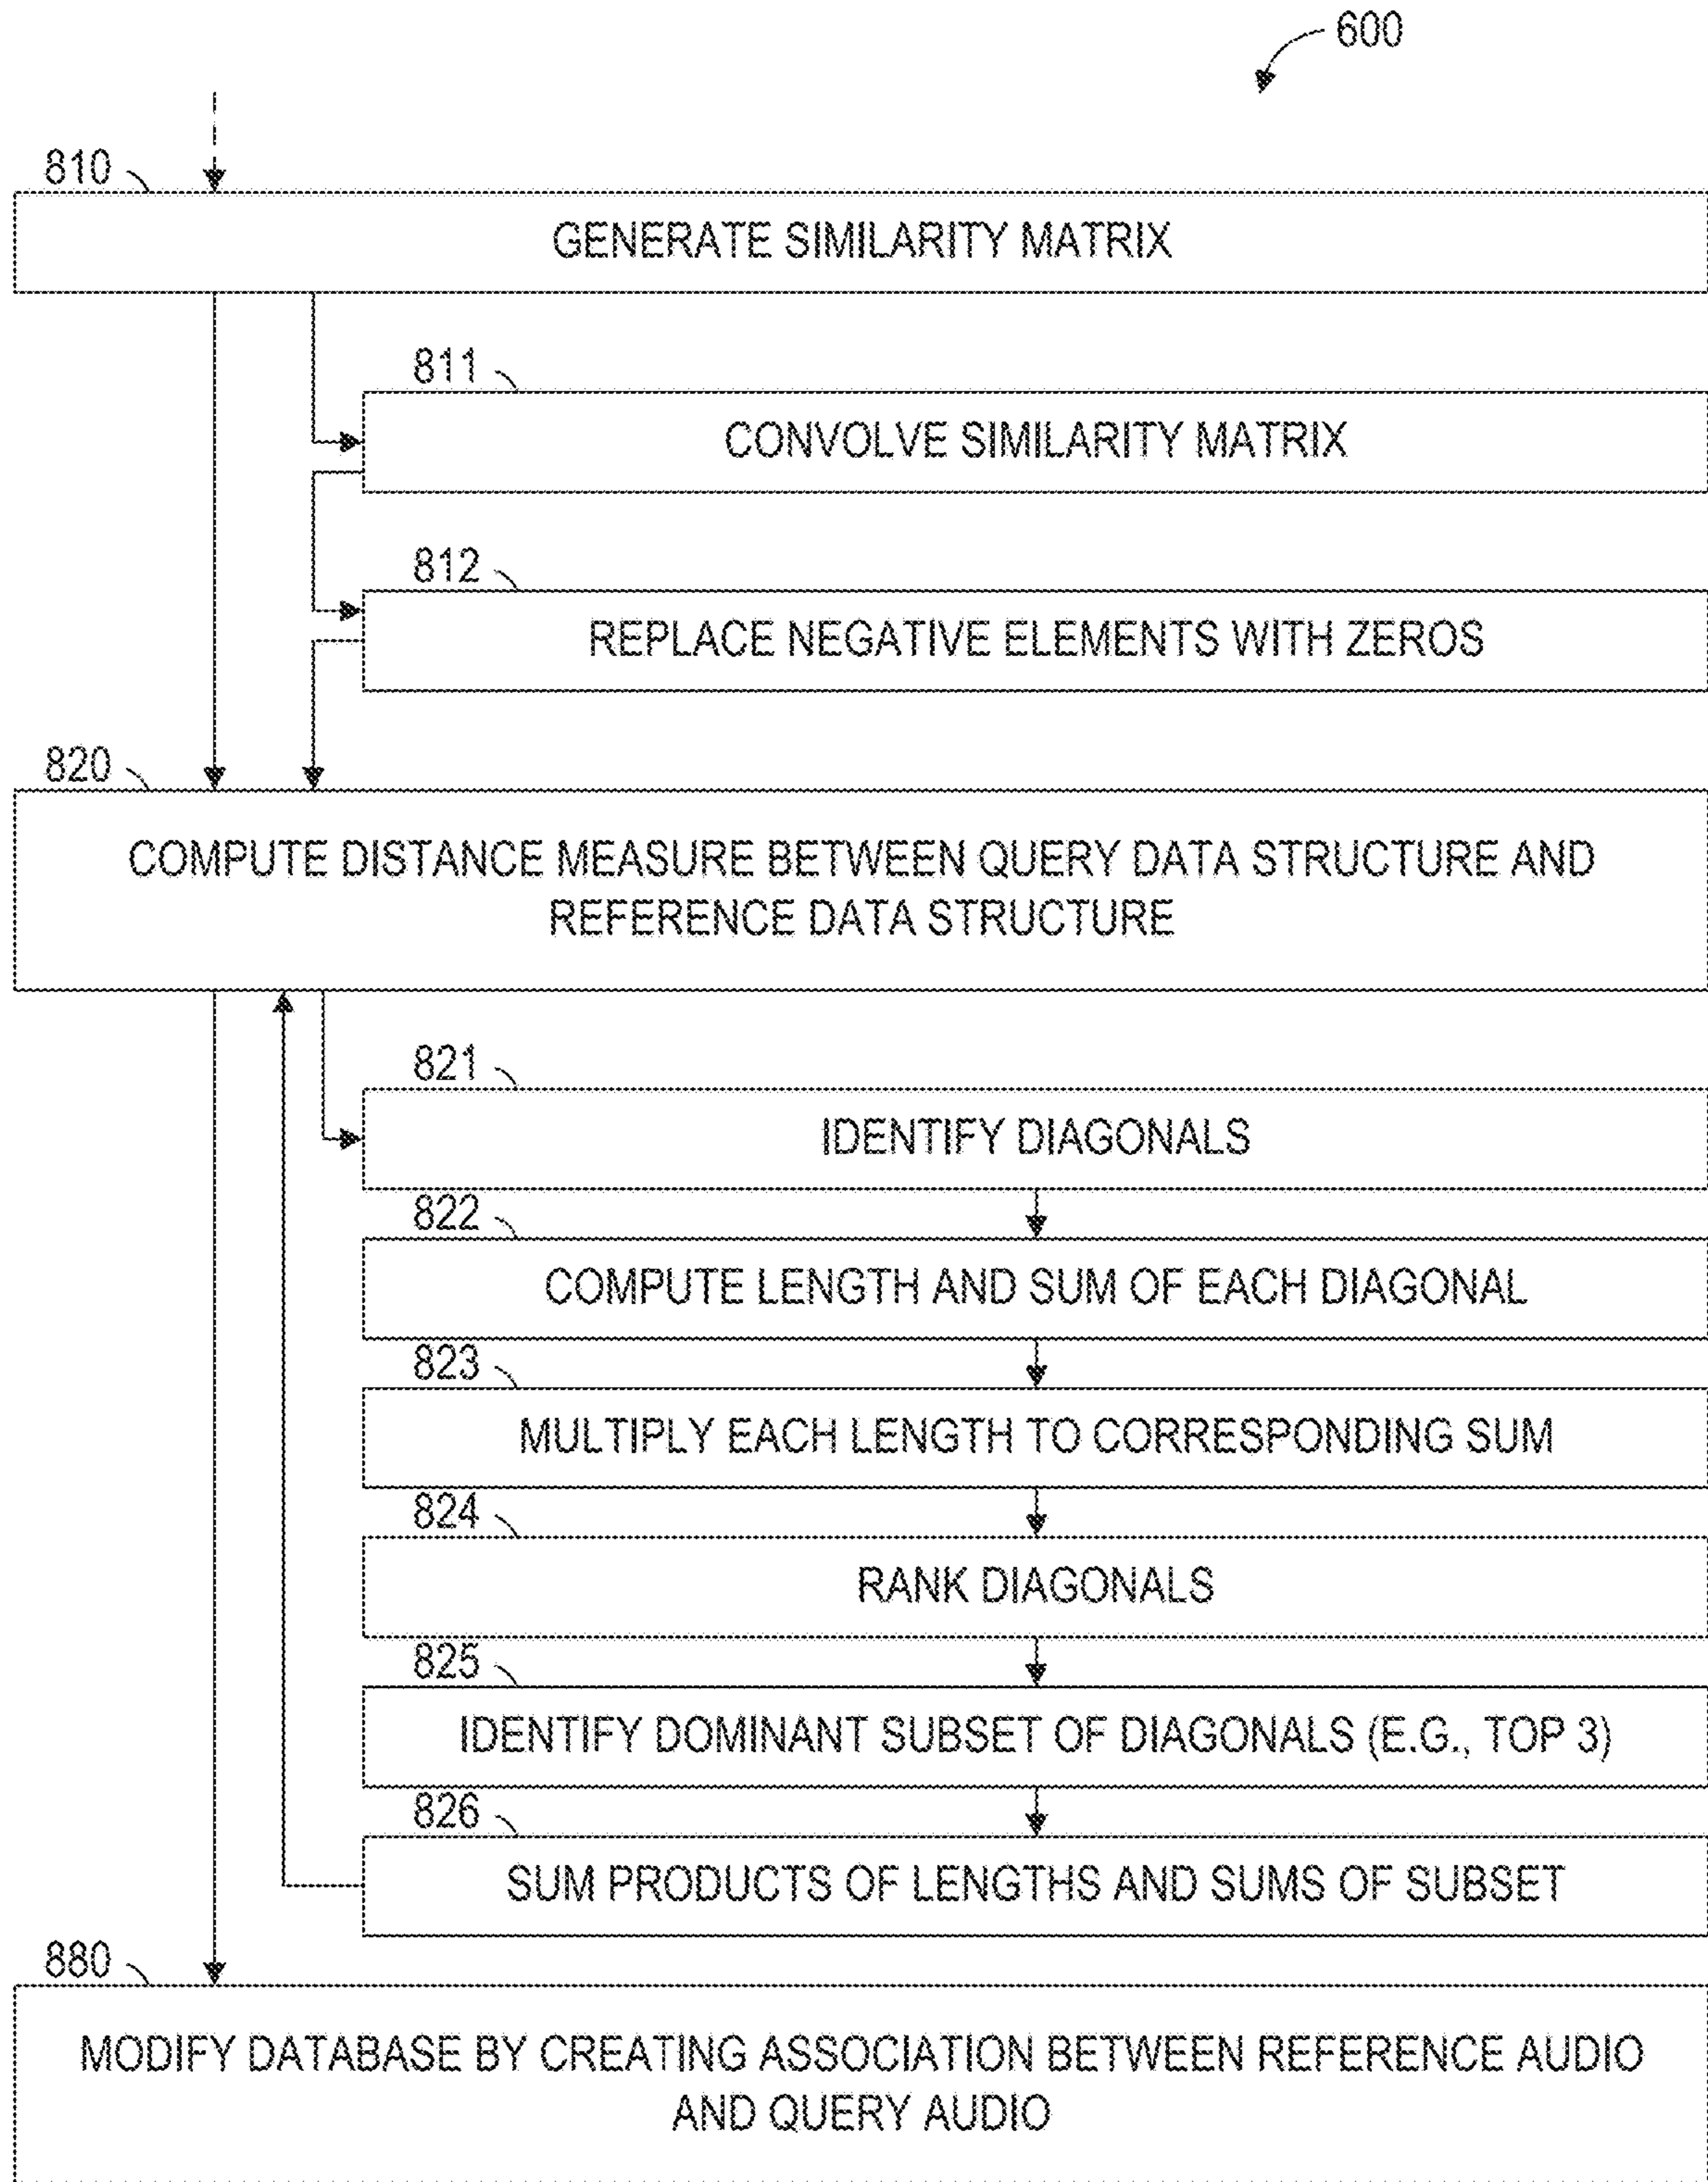 600
810
GENERATE SIMILARITY MATRIX
811
CONVOLVE SIMILARITY MATRIX
812
REPLACE NEGATIVE ELEMENTS WITH ZEROS
820
COMPUTE DISTANCE MEASURE BETWEEN QUERY DATA STRUCTURE AND
REFERENCE DATA STRUCTURE
821
IDENTIFY DIAGONALS
822
COMPUTE LENGTH AND SUM OF EACH DIAGONAL
823
MULTIPLY EACH LENGTH TO CORRESPONDING SUM
824
RANK DIAGONALS
825
IDENTIFY DOMINANT SUBSET OF DIAGONALS (E.G., TOP 3)
826
SUM PRODUCTS OF LENGTHS AND SUMS OF SUBSET
880
MODIFY DATABASE BY CREATING ASSOCIATION BETWEEN REFERENCE AUDIO
AND QUERY AUDIO